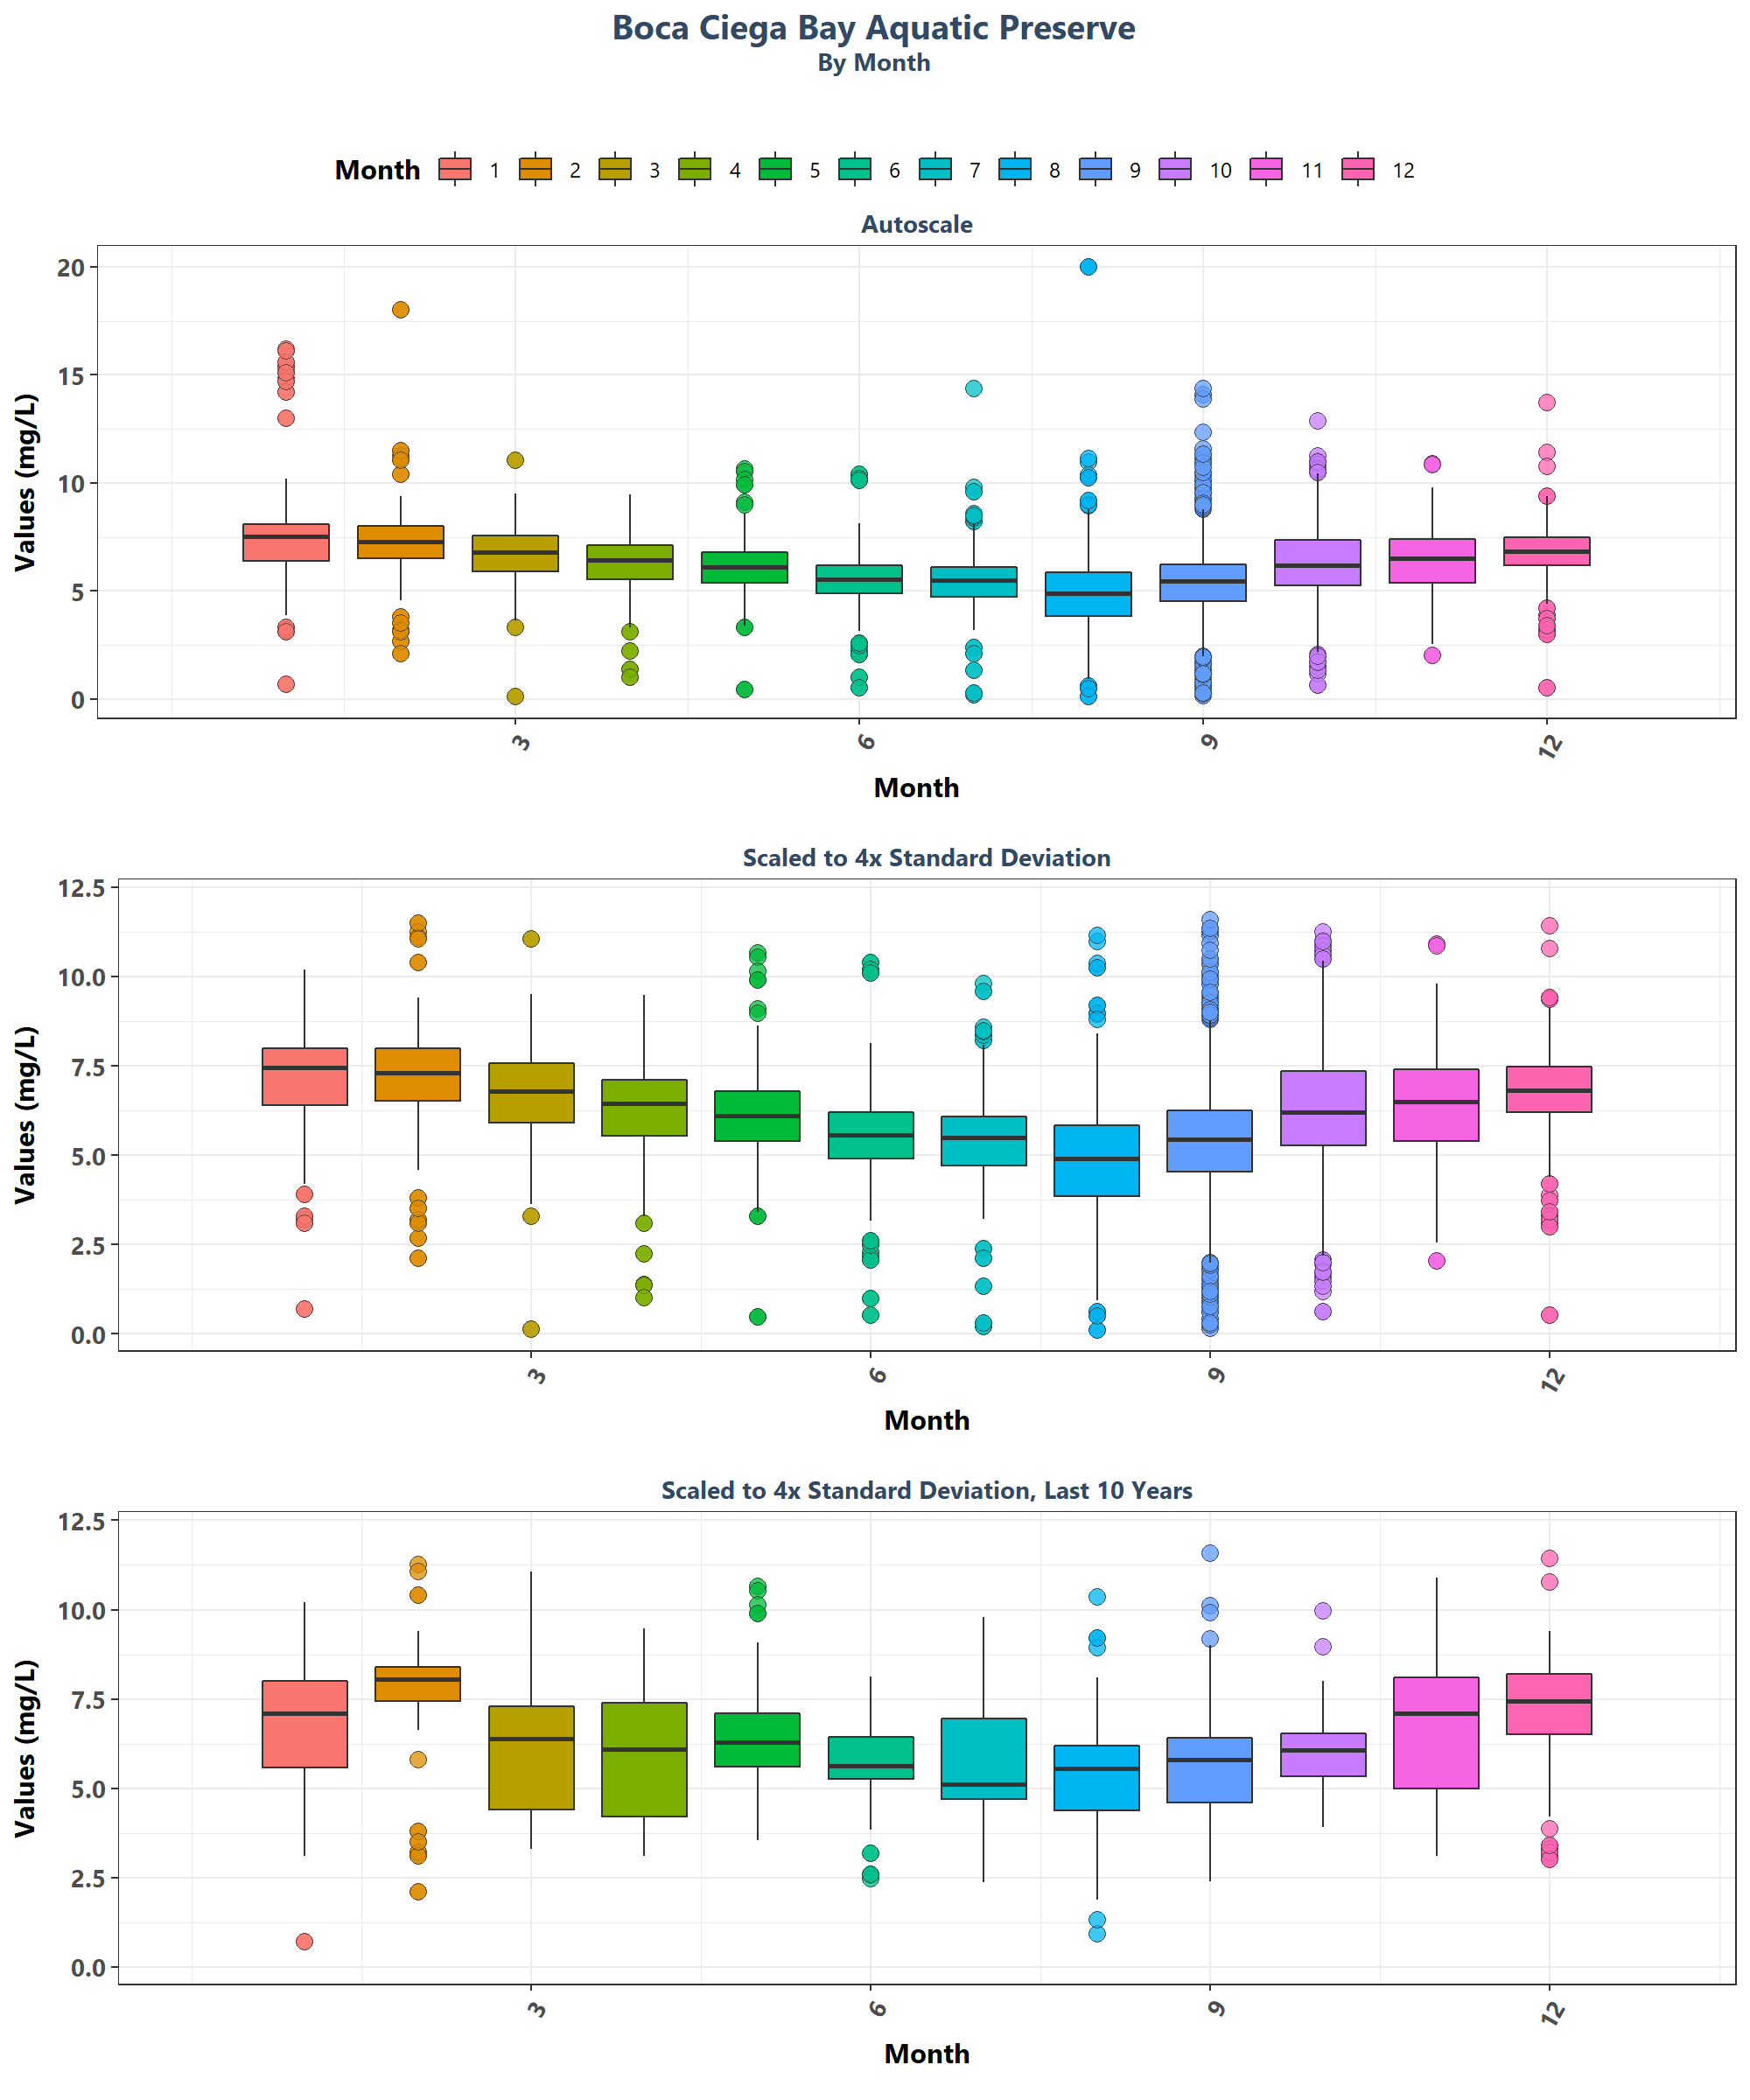 Boca Ciega Bay Aquatic Preserve
By Month
Month 1 2 3 4 5 6 7 8 9 10 11 12
Autoscale
Values (mg/L)
20
15
10
5
0
3 6 9 12
Month
Scaled to 4x Standard Deviation
Values (mg/L)
12.5
10.0
7.5
5.0
2.5
0.0
3 6 9 12
Month
Scaled to 4x Standard Deviation, Last 10 Years
Values (mg/L)
12.5
10.0
7.5
5.0
2.5
0.0
3 6 9 12
Month